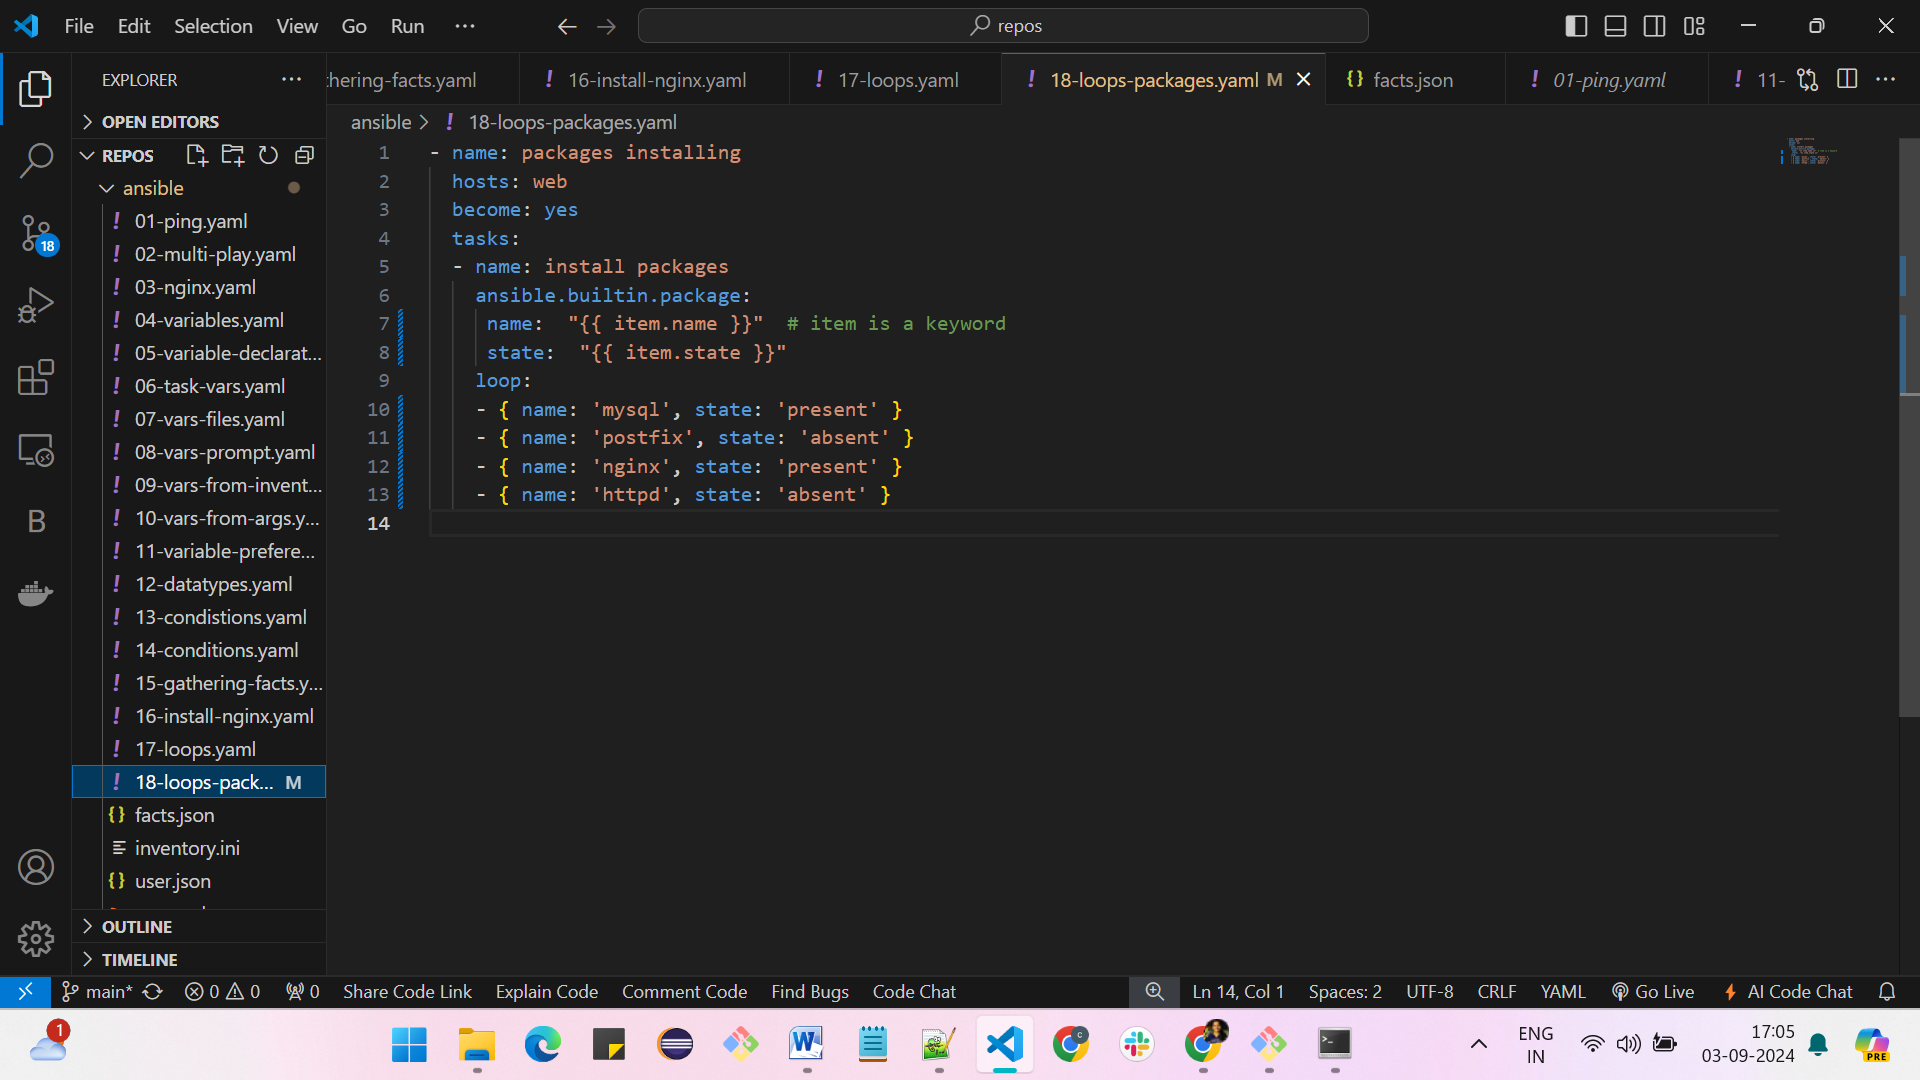 File Edit Selection View Go Run ··· repos
EXPLORER ···
thering-facts.yaml ! 16-install-nginx.yaml ! 17-loops.yaml ! 18-loops-packages.yaml M {} facts.json ! 01-ping.yaml ! 11- ···
OPEN EDITORS
ansible > ! 18-loops-packages.yaml
REPOS
ansible
! 01-ping.yaml
! 02-multi-play.yaml
! 03-nginx.yaml
! 04-variables.yaml
! 05-variable-declarat...
! 06-task-vars.yaml
! 07-vars-files.yaml
! 08-vars-prompt.yaml
! 09-vars-from-invent...
! 10-vars-from-args.y...
! 11-variable-prefere...
! 12-datatypes.yaml
! 13-condistions.yaml
! 14-conditions.yaml
! 15-gathering-facts.y...
! 16-install-nginx.yaml
! 17-loops.yaml
! 18-loops-pack... M
{} facts.json
inventory.ini
{} user.json
OUTLINE
TIMELINE
18
B
1 - name: packages installing
2 hosts: web
3 become: yes
4 tasks:
5 - name: install packages
6 ansible.builtin.package:
7 name: "{{ item.name }}" # item is a keyword
8 state: "{{ item.state }}"
9 loop:
10 - { name: 'mysql', state: 'present' }
11 - { name: 'postfix', state: 'absent' }
12 - { name: 'nginx', state: 'present' }
13 - { name: 'httpd', state: 'absent' }
14
main* 0 0 0 Share Code Link Explain Code Comment Code Find Bugs Code Chat Ln 14, Col 1 Spaces: 2 UTF-8 CRLF YAML Go Live AI Code Chat
1
W
C
ENG
IN
17:05
03-09-2024
PRE